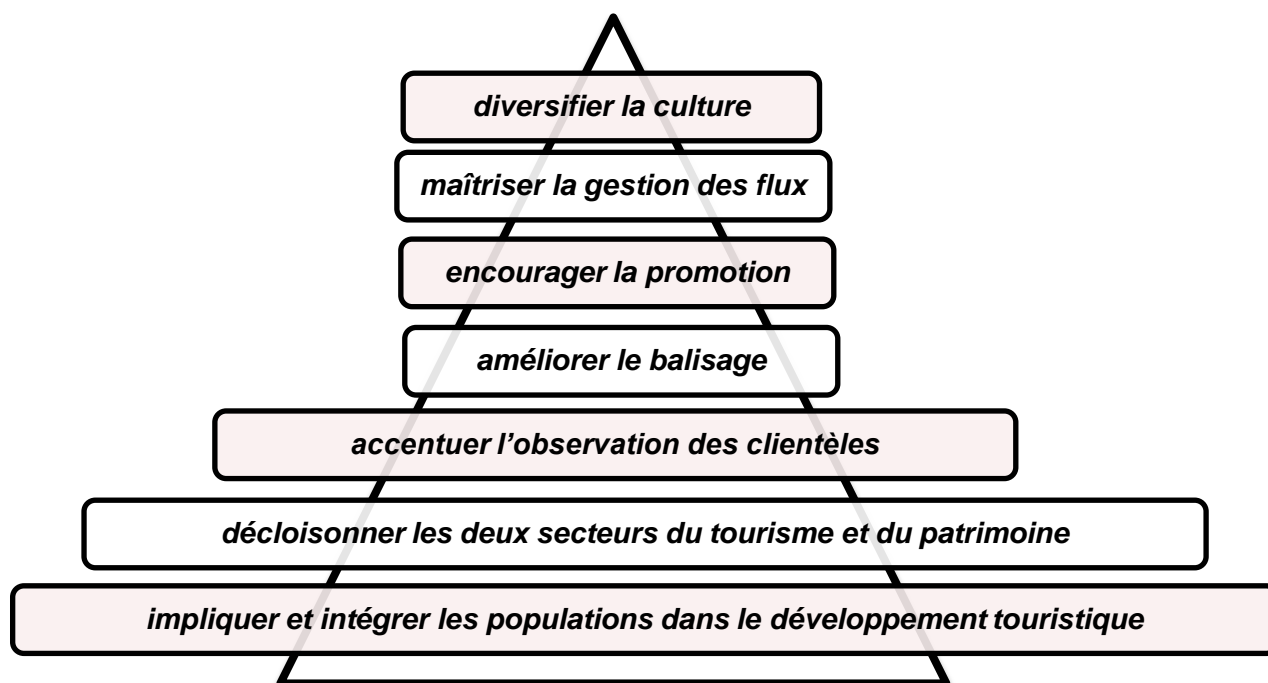 diversifier la culture
maîtriser la gestion des flux
encourager la promotion
améliorer le balisage
accentuer l’observation des clientèles
décloisonner les deux secteurs du tourisme et du patrimoine
impliquer et intégrer les populations dans le développement touristique